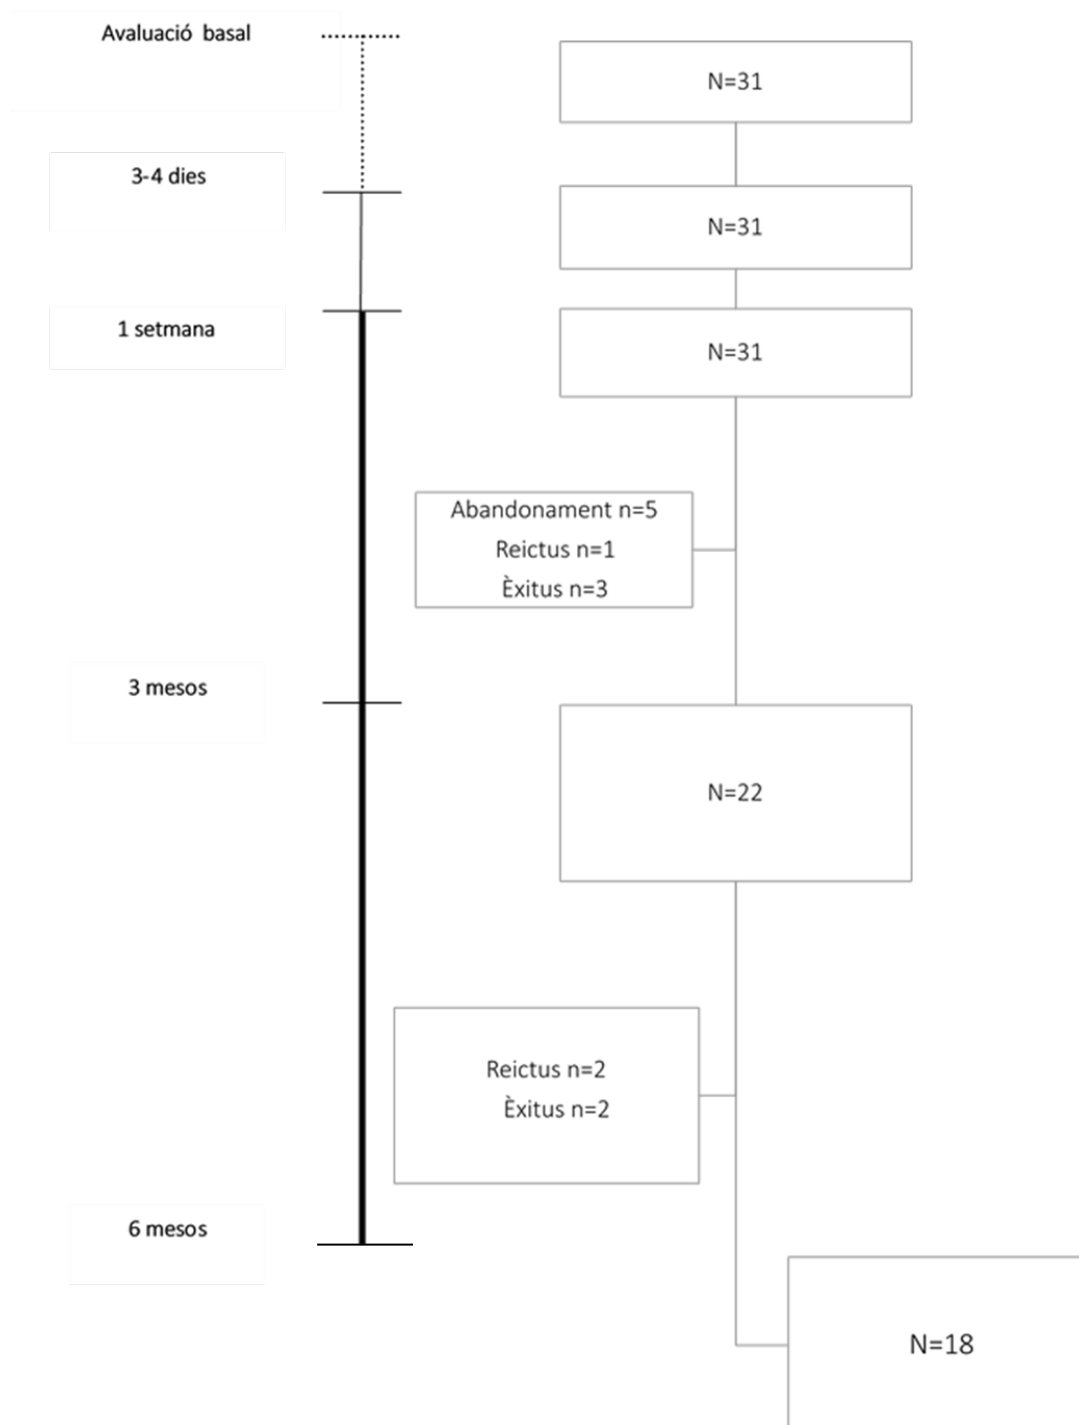 Avaluació basal
N=31
3-4 dies
N=31
1 setmana
N=31
Abandonament n=5
Reictus n=1
Èxitus n=3
3 mesos
N=22
Reictus n=2
Èxitus n=2
6 mesos
N=18